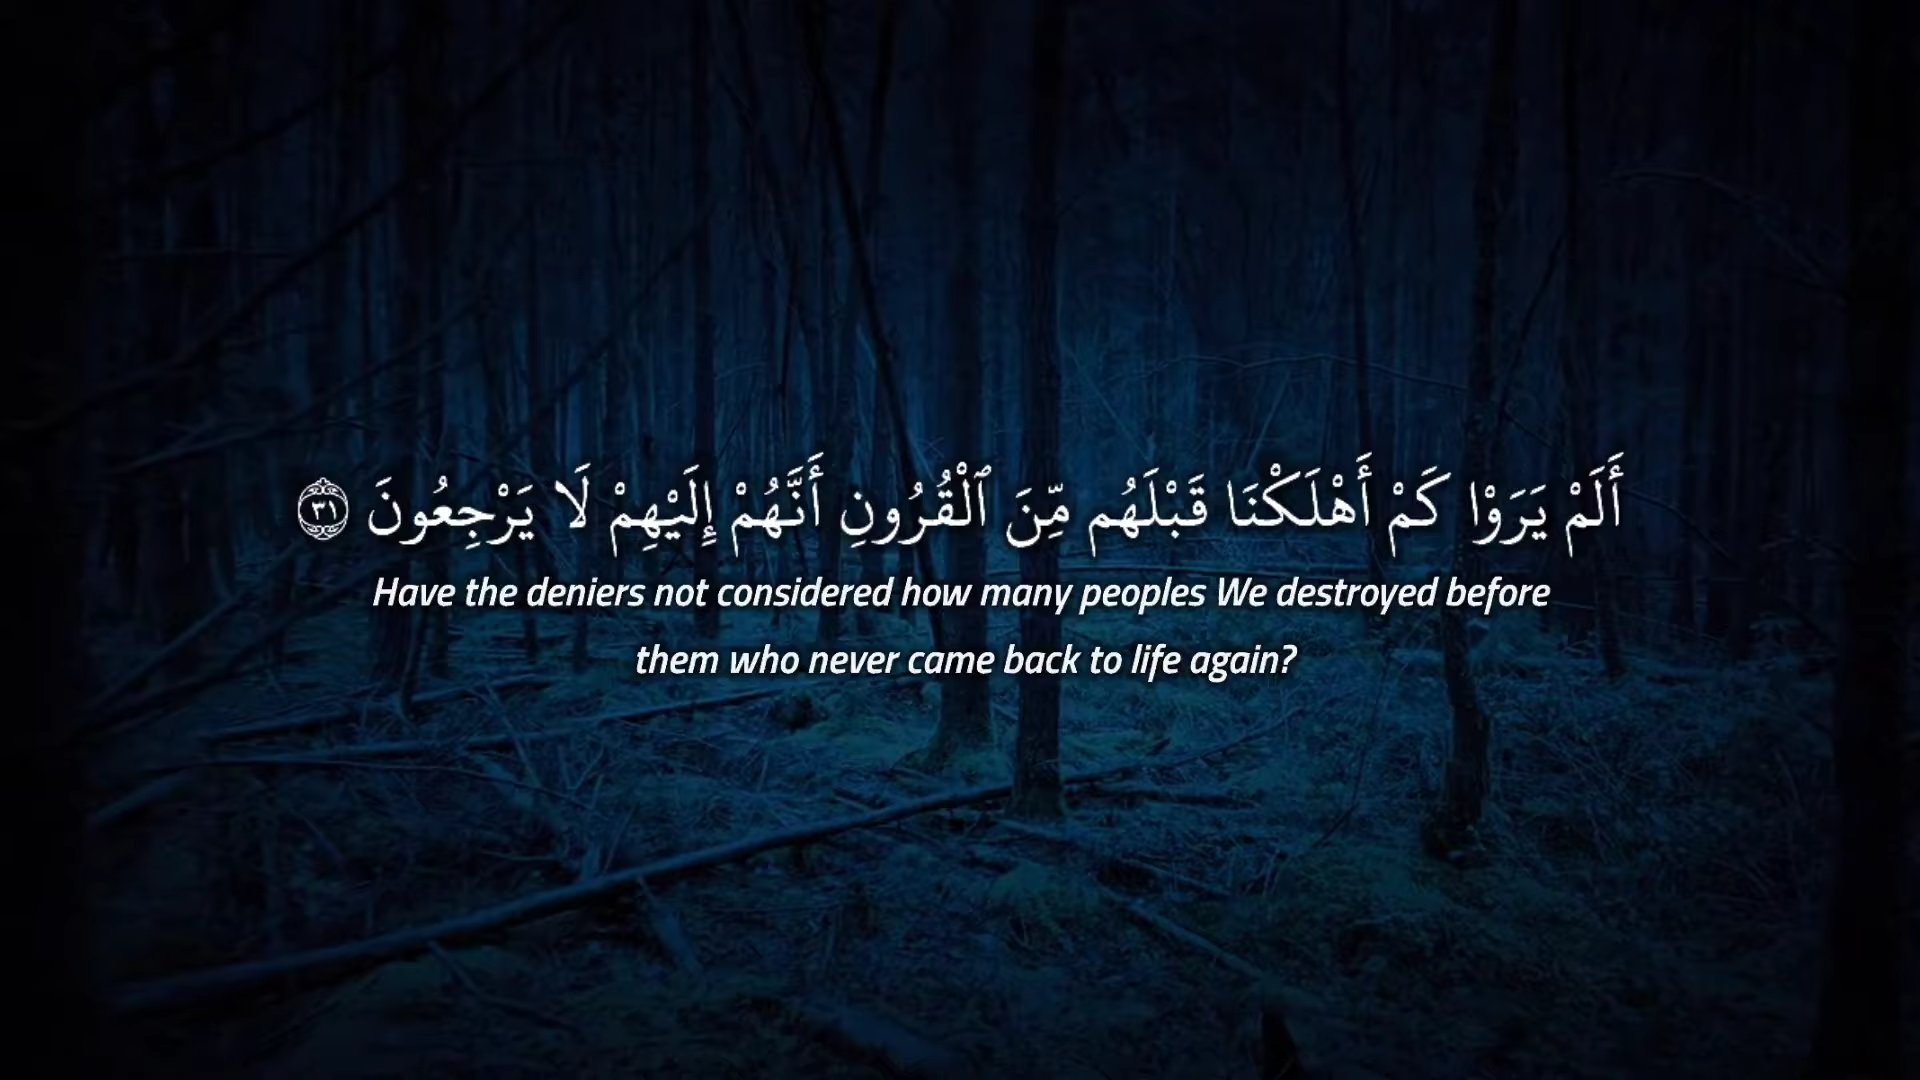 أَلَمْ يَرَوْا كَمْ أَهْلَكْنَا قَبْلَهُم مِّنَ ٱلْقُرُونِ أَنَّهُمْ إِلَيْهِمْ لَا يَرْجِعُونَ ٣١
Have the deniers not considered how many peoples We destroyed before
them who never came back to life again?